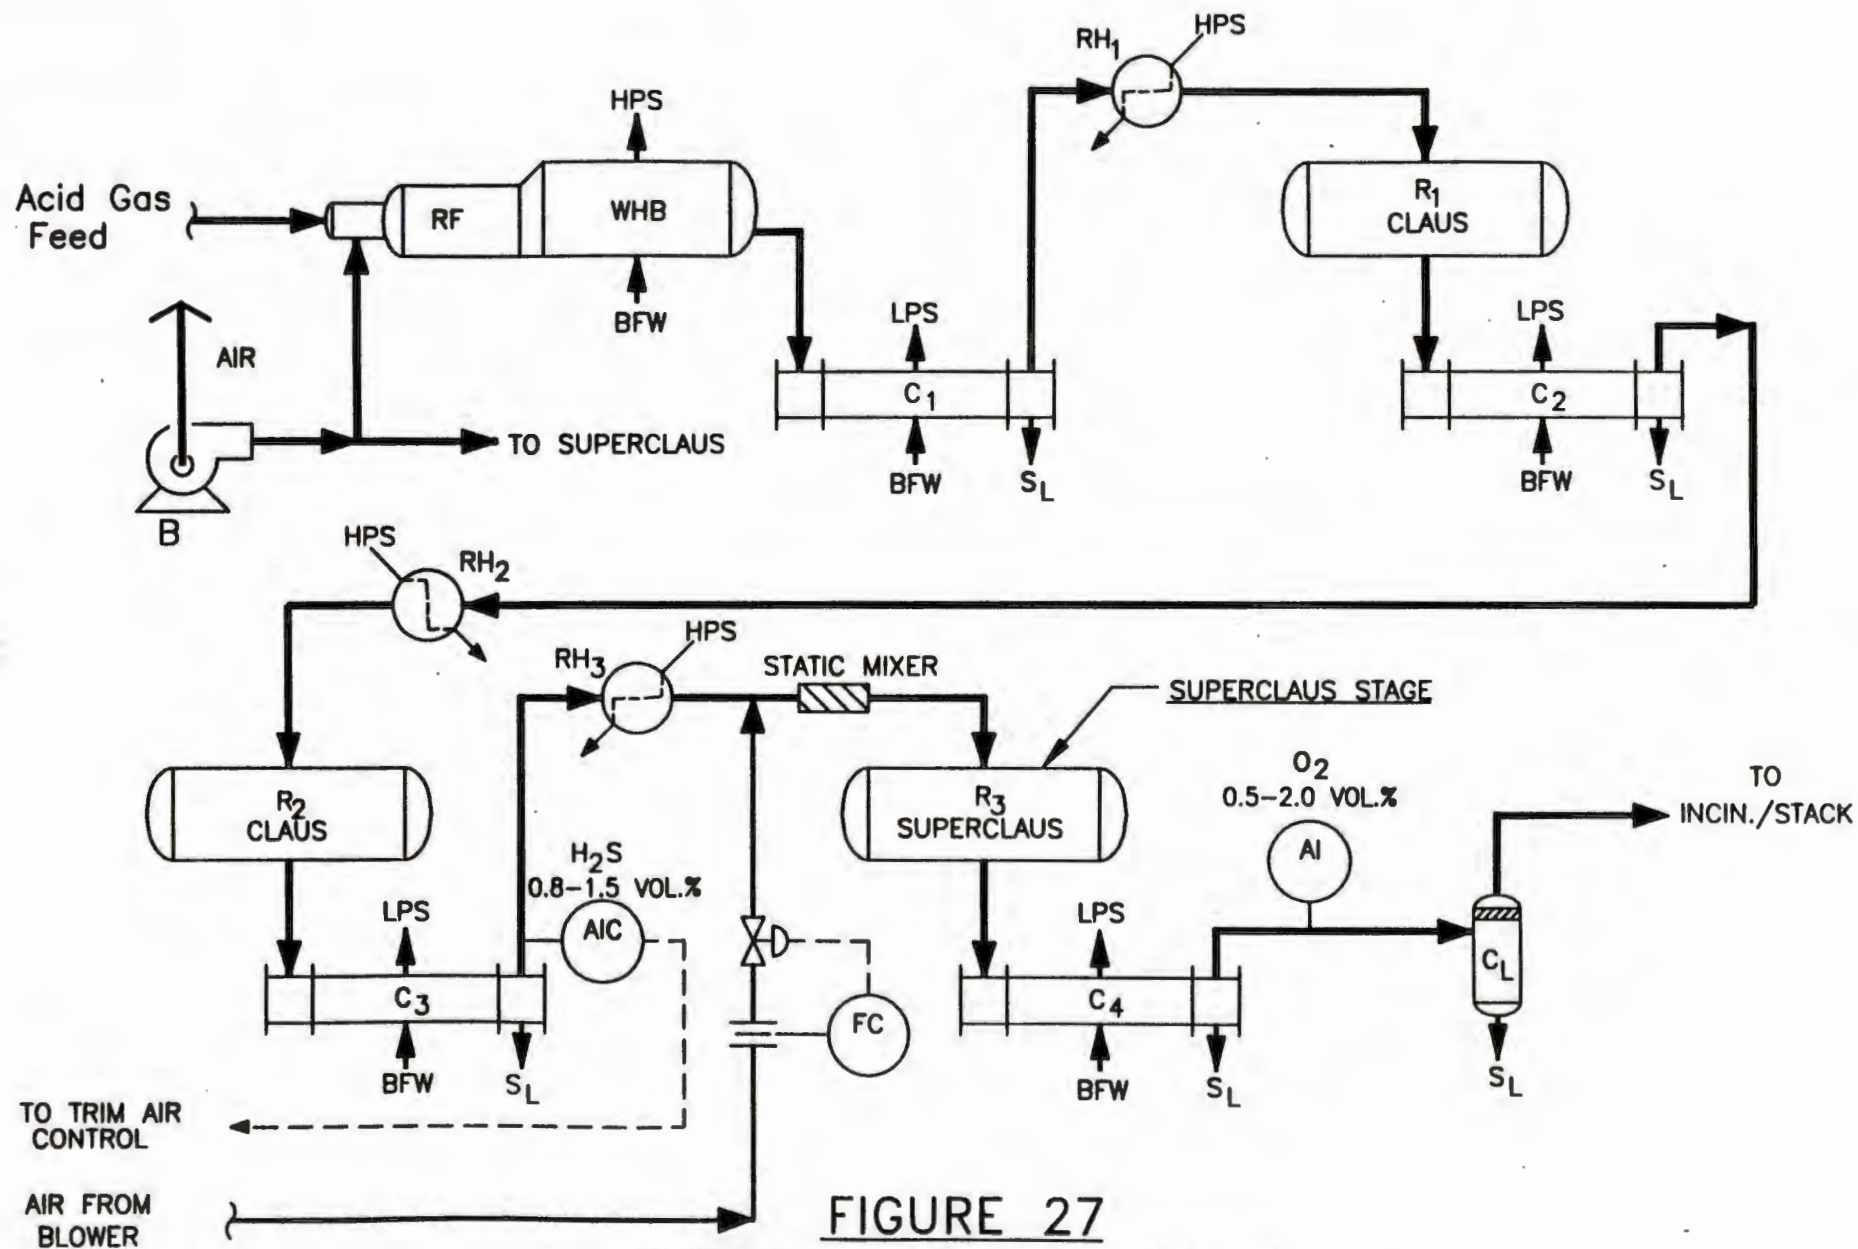 RH1
HPS
HPS
Acid Gas
Feed
RF
WHB
R1
CLAUS
BFW
AIR
LPS
LPS
C1
C2
TO SUPERCLAUS
BFW
SL
BFW
SL
B
HPS
RH2
RH3
HPS
STATIC MIXER
SUPERCLAUS STAGE
R2
CLAUS
R3
SUPERCLAUS
O2
0.5-2.0 VOL.%
TO
INCIN./STACK
AI
H2S
0.8-1.5 VOL.%
AIC
LPS
LPS
CL
C3
C4
FC
BFW
SL
BFW
SL
SL
TO TRIM AIR
CONTROL
AIR FROM
BLOWER
FIGURE 27